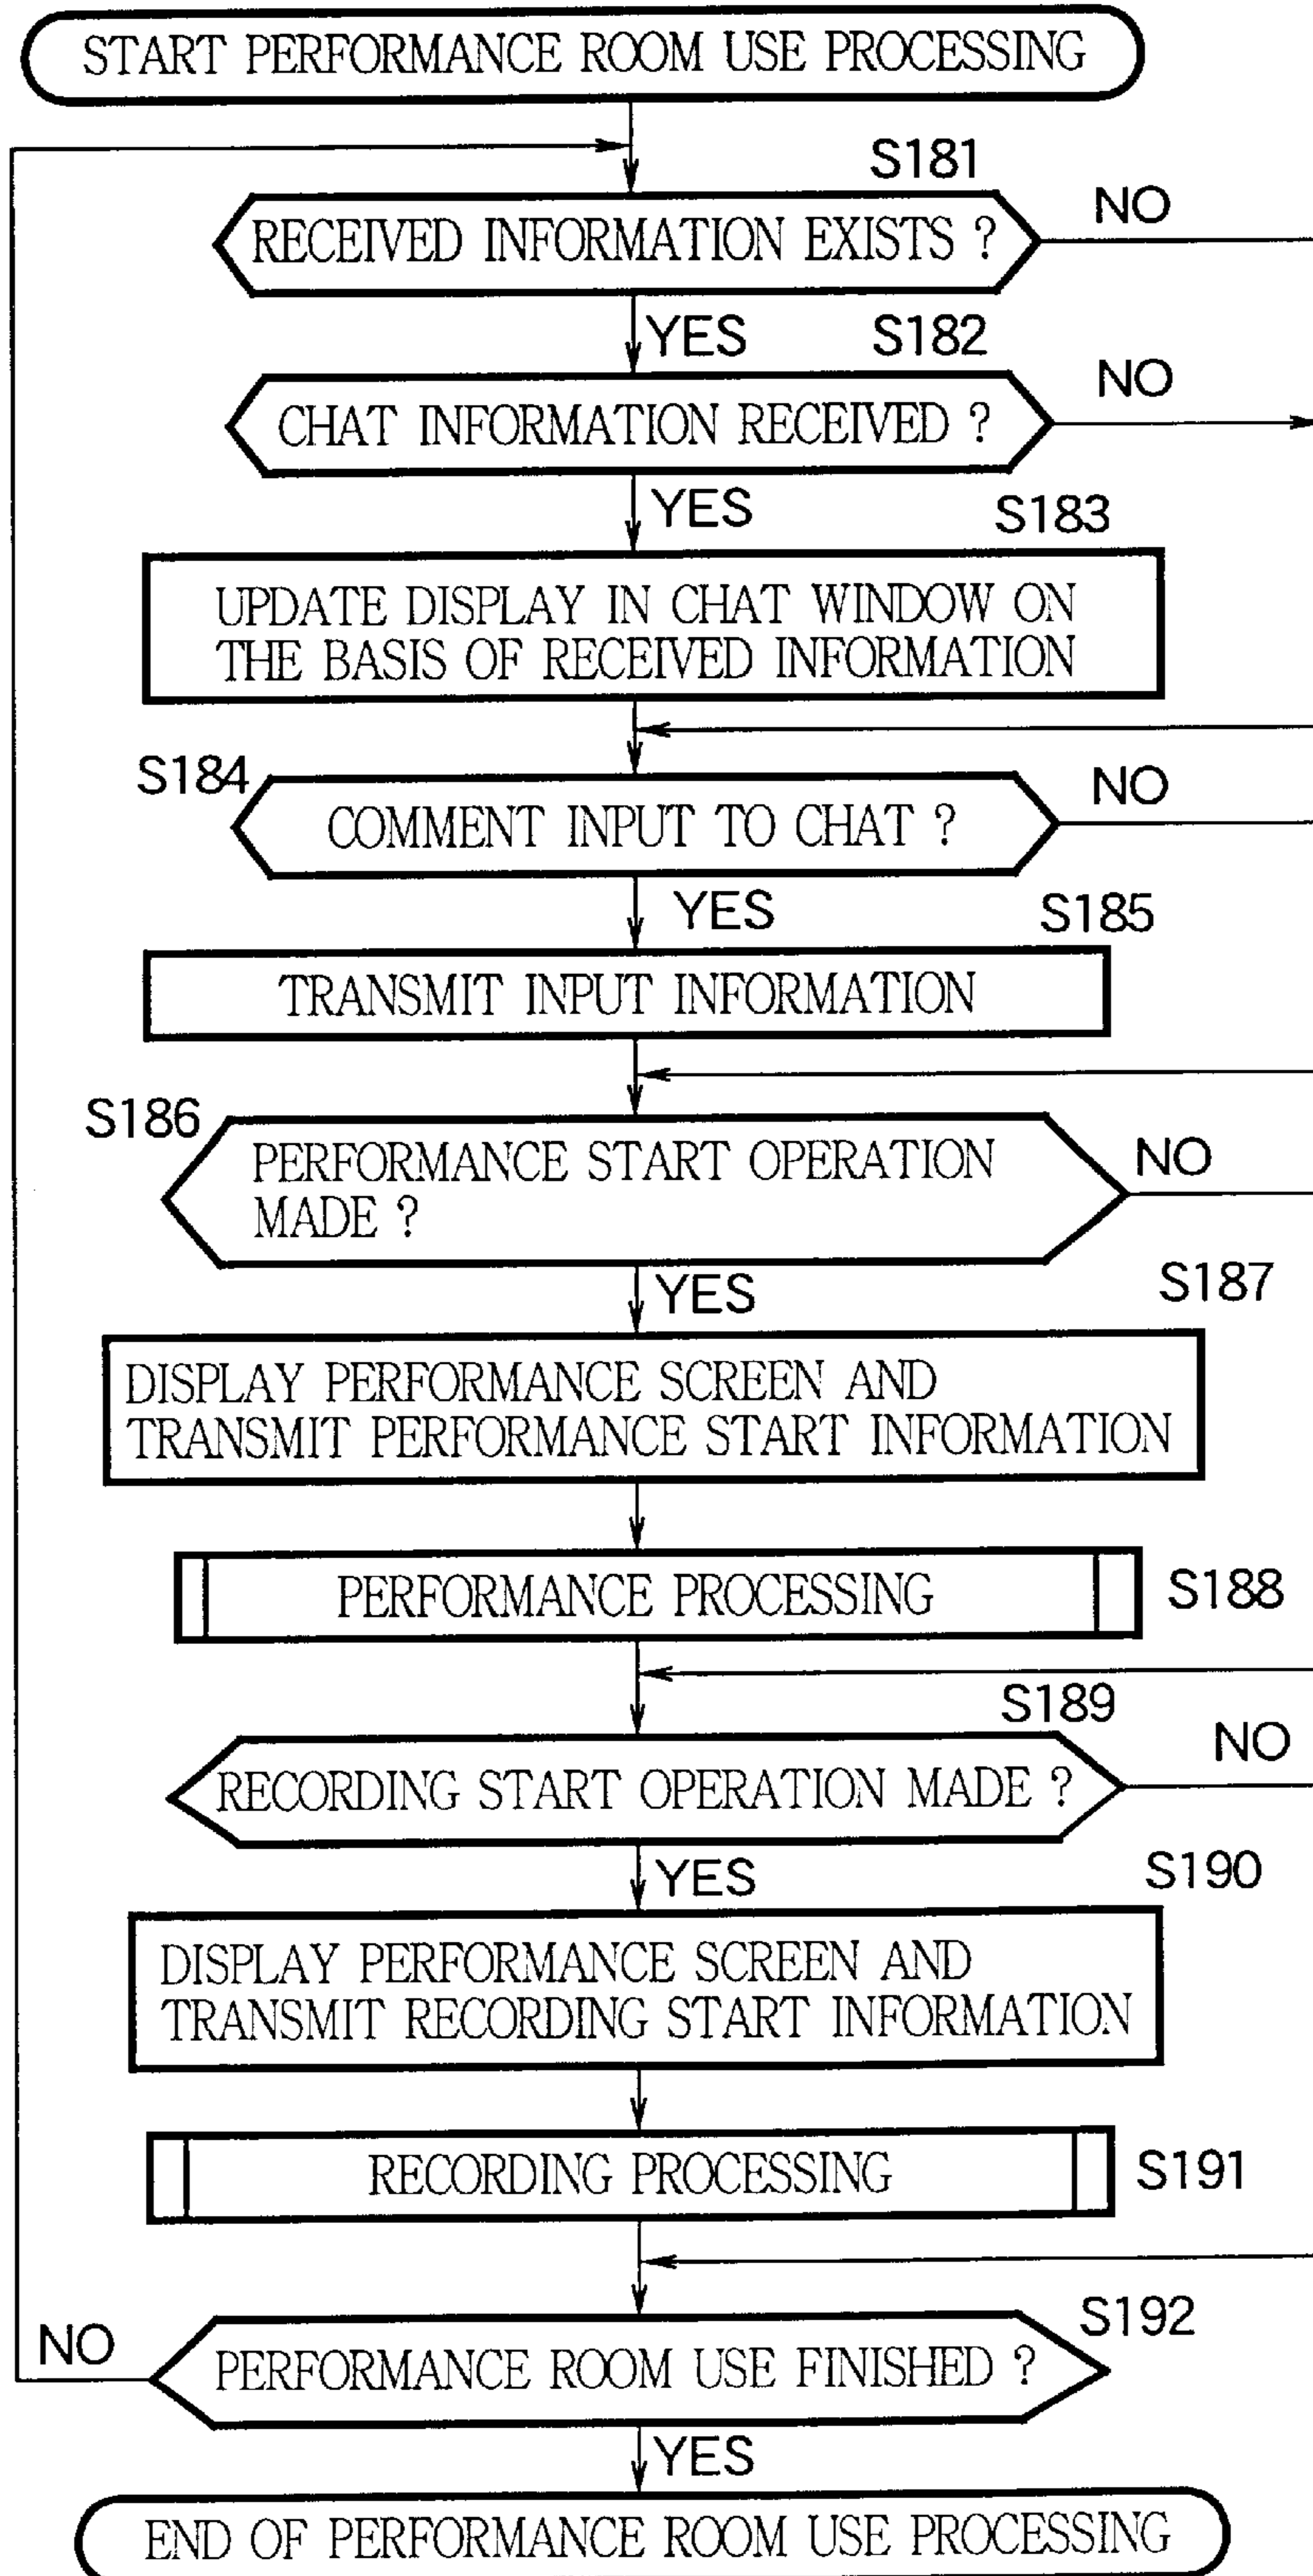 START PERFORMANCE ROOM USE PROCESSING
S181
RECEIVED INFORMATION EXISTS ?
NO
YES
S182
CHAT INFORMATION RECEIVED ?
NO
YES
S183
UPDATE DISPLAY IN CHAT WINDOW ON
THE BASIS OF RECEIVED INFORMATION
S184
COMMENT INPUT TO CHAT ?
NO
YES
S185
TRANSMIT INPUT INFORMATION
S186
PERFORMANCE START OPERATION
MADE ?
NO
YES
S187
DISPLAY PERFORMANCE SCREEN AND
TRANSMIT PERFORMANCE START INFORMATION
PERFORMANCE PROCESSING
S188
S189
RECORDING START OPERATION MADE ?
NO
YES
S190
DISPLAY PERFORMANCE SCREEN AND
TRANSMIT RECORDING START INFORMATION
RECORDING PROCESSING
S191
S192
NO
PERFORMANCE ROOM USE FINISHED ?
YES
END OF PERFORMANCE ROOM USE PROCESSING